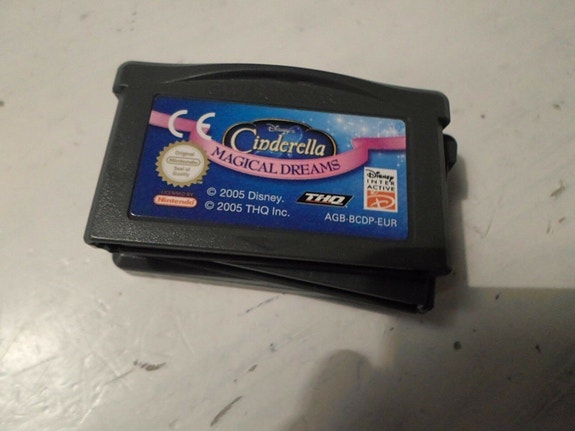 CE
Disney's
Cinderella
MAGICAL DREAMS
Original
Nintendo
Seal of
Quality
LICENSED BY
Nintendo
© 2005 Disney.
© 2005 THQ Inc.
THQ
Disney
INTER
ACTIVE
AGB-BCDP-EUR